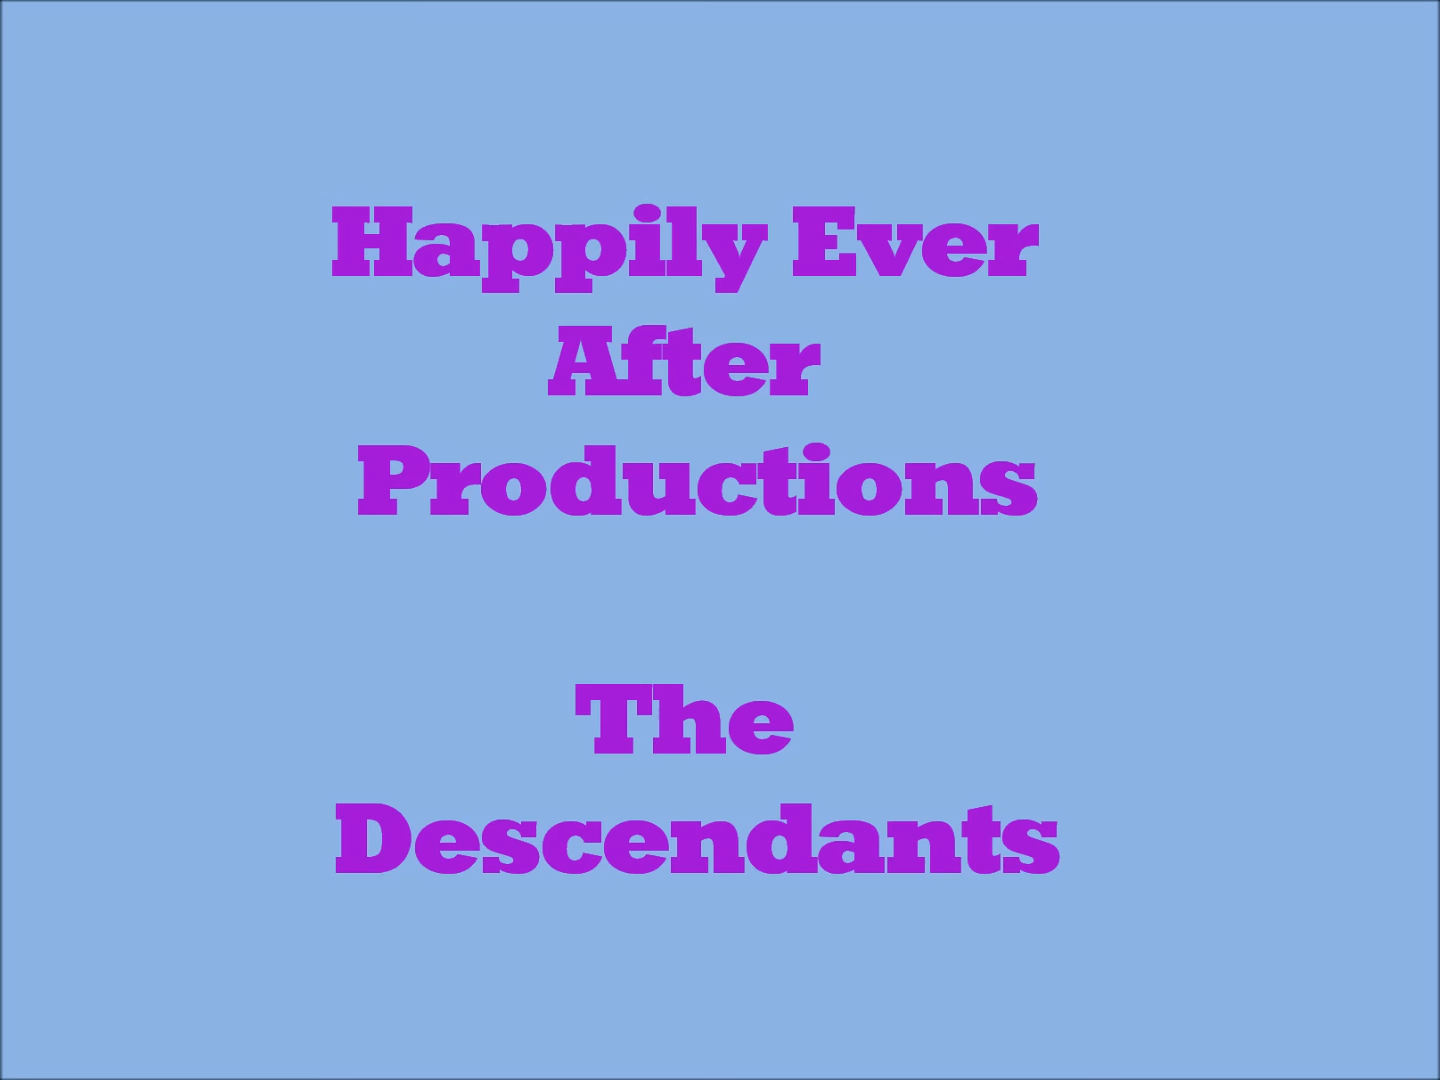 Happily Ever
After
Productions
The
Descendants